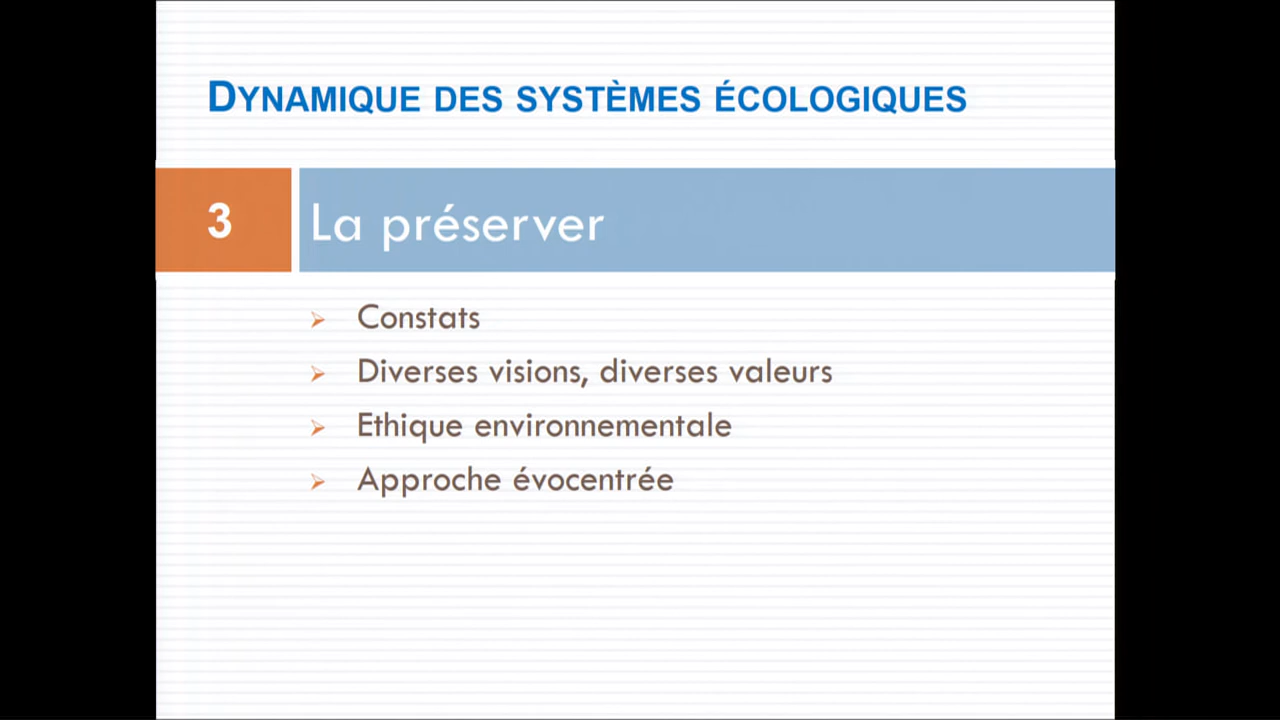 DYNAMIQUE DES SYSTÈMES ÉCOLOGIQUES
3
La préserver
Constats
Diverses visions, diverses valeurs
Ethique environnementale
Approche évocentrée